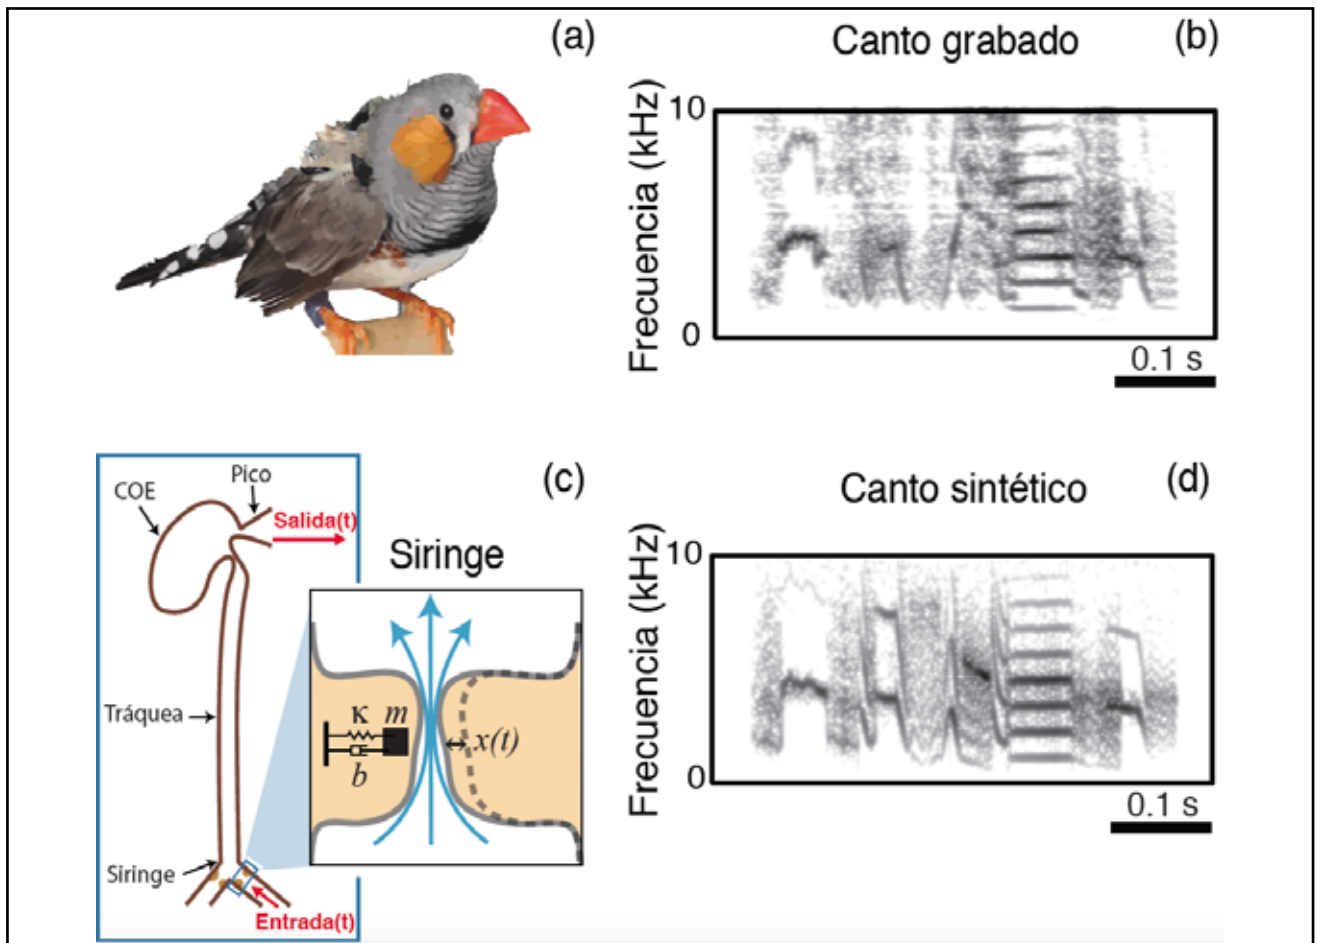 (a)
Canto grabado
(b)
Frecuencia (kHz)
10
0
0.1 s
(c)
COE
Pico
Salida(t)
Siringe
Tráquea
κ
m
b
x(t)
Siringe
Entrada(t)
Canto sintético
(d)
Frecuencia (kHz)
10
0
0.1 s